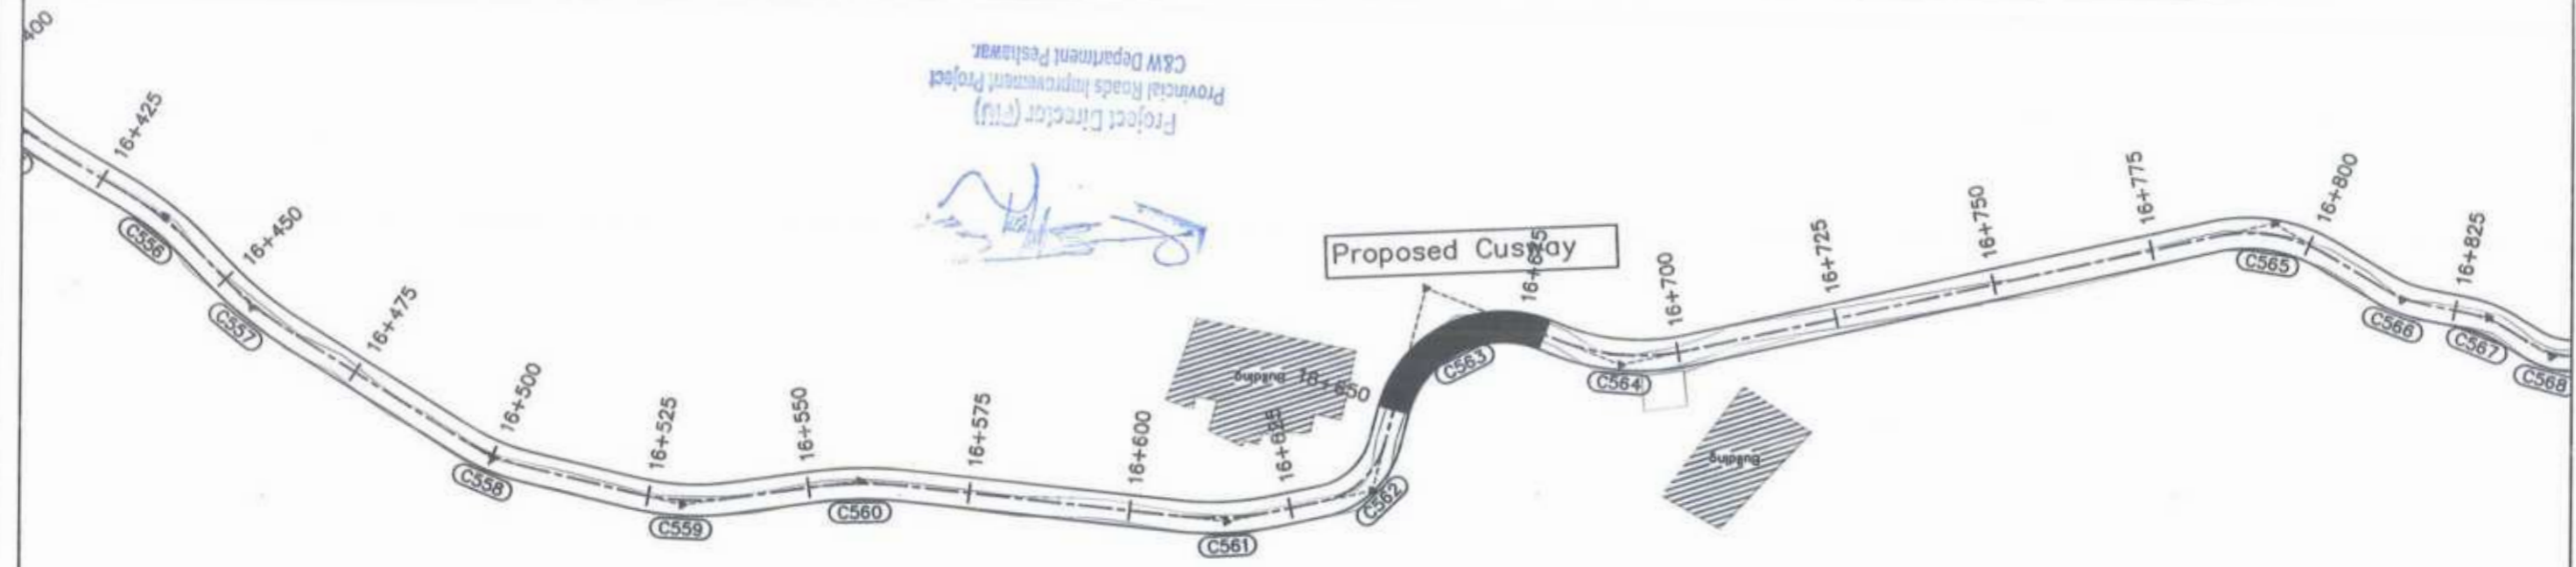 400
16+425
16+450
16+475
16+500
16+525
16+550
16+575
16+600
16+625
16+650
16+700
16+725
16+750
16+775
16+800
16+825
C556
C557
C558
C559
C560
C561
C562
C563
C564
C565
C566
C567
C568
Proposed Cusway
Building
Building
Project Director (PIU)
Provincial Roads Improvement Project
C&W Department Peshawar.